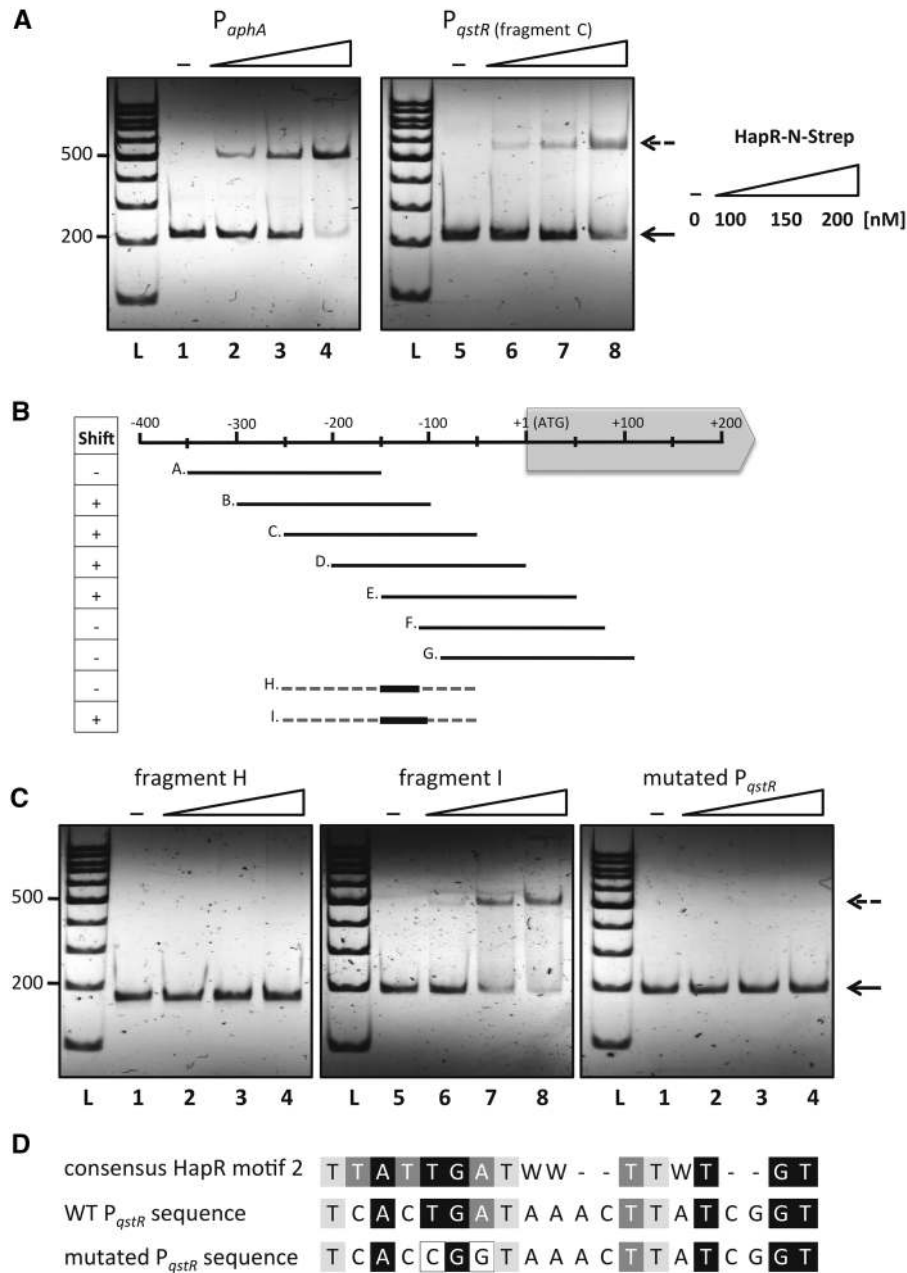 A
P aphA
P qstR (fragment C)
–
–
500
200
HapR-N-Strep
–
0 100 150 200 [nM]
L 1 2 3 4
L 5 6 7 8
B
Shift
-400 -300 -200 -100 +1 (ATG) +100 +200
- A.
+ B.
+ C.
+ D.
+ E.
- F.
- G.
- H.
+ I.
C
fragment H
fragment I
mutated P qstR
–
–
–
500
200
L 1 2 3 4
L 5 6 7 8
L 1 2 3 4
D
consensus HapR motif 2 T T A T T G A T W W - - T T W T - - G T
WT P qstR sequence T C A C T G A T A A A C T T A T C G G T
mutated P qstR sequence T C A C C G G T A A A C T T A T C G G T